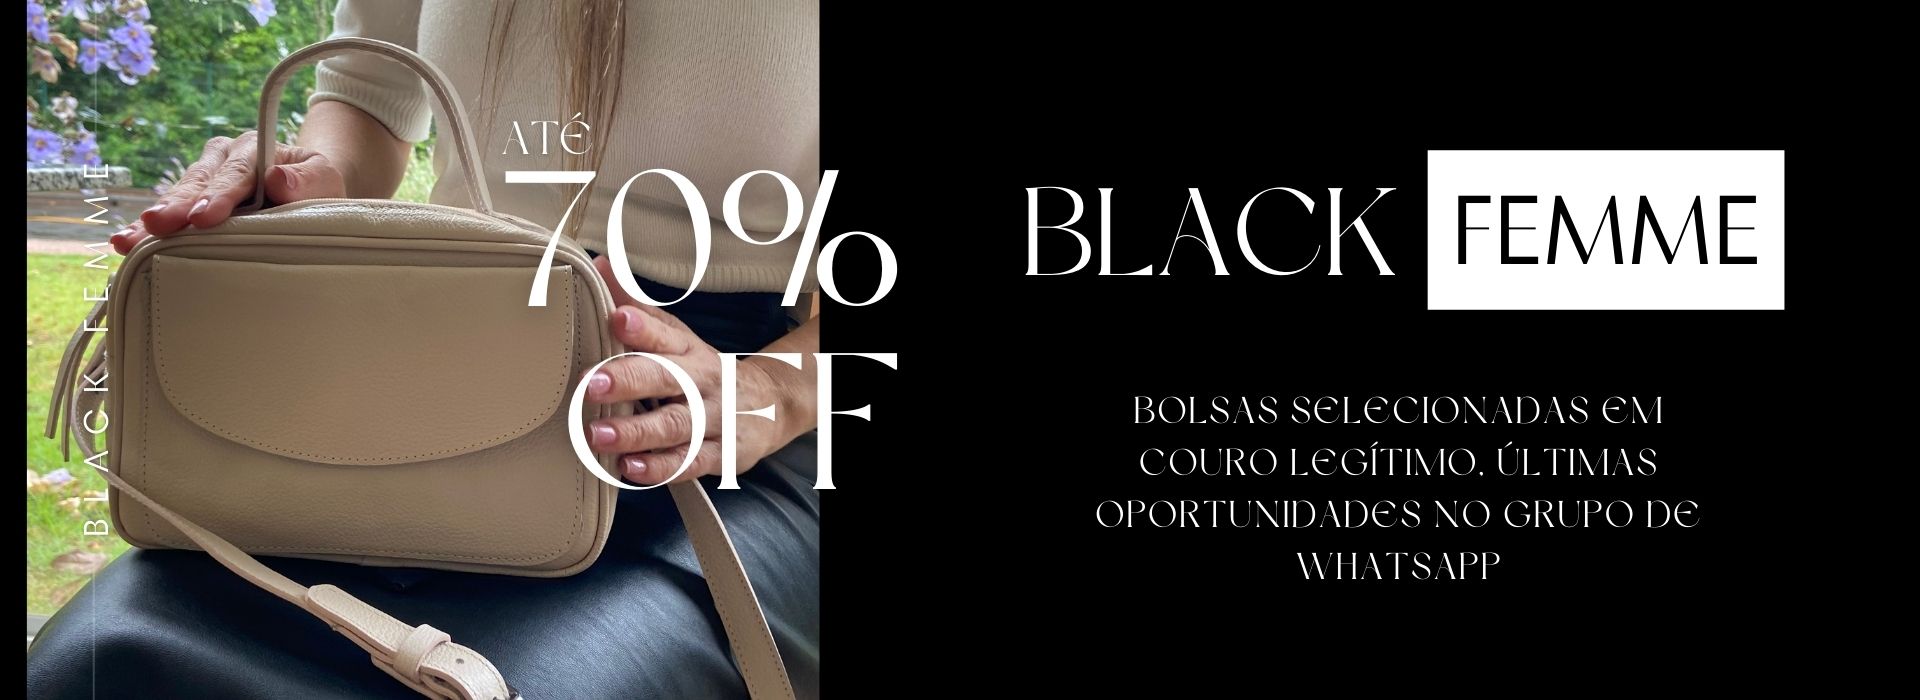 BLACK FEMME
ATÉ
70%
OFF
BLACK FEMME
BOLSAS SELECIONADAS EM
COURO LEGÍTIMO, ÚLTIMAS
OPORTUNIDADES NO GRUPO DE
WHATSAPP